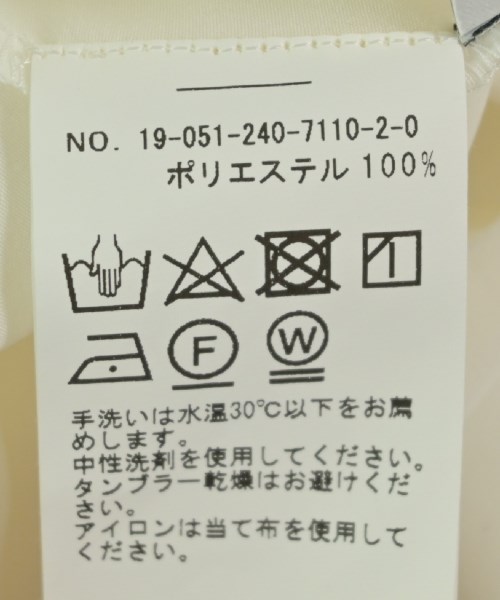 NO. 19-051-240-7110-2-0
ポリエステル 100%
F
W
手洗いは水温30℃以下をお薦
めします。
中性洗剤を使用してください。
タンブラー乾燥はお避けくだ
さい。
アイロンは当て布を使用して
ください。